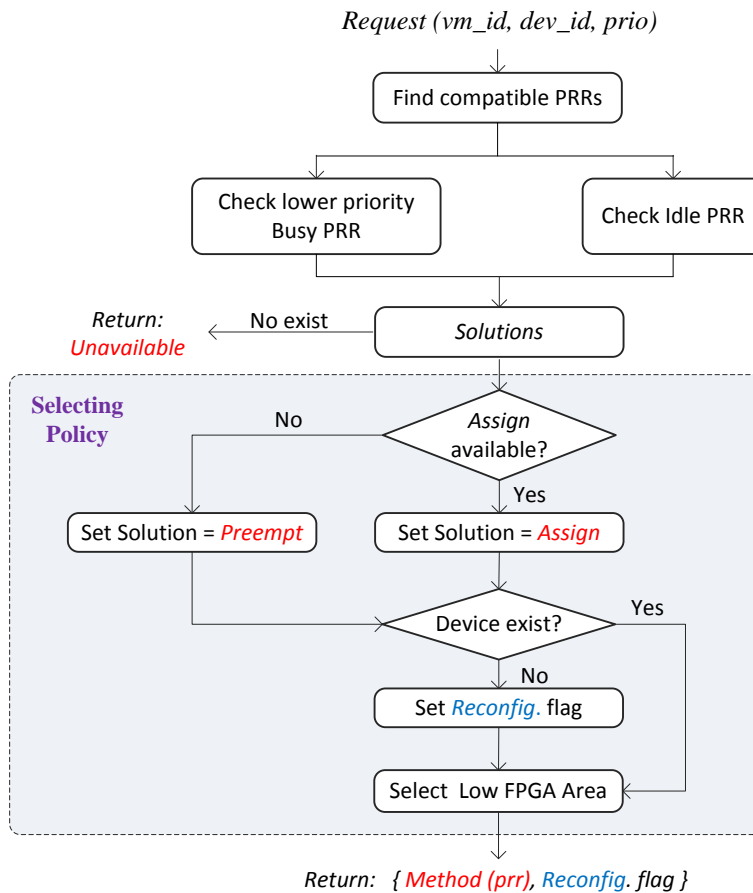 Request (vm_id, dev_id, prio)
Find compatible PRRs
Check lower priority
Busy PRR
Check Idle PRR
Return:
Unavailable
No exist
Solutions
Selecting
Policy
No
Assign
available?
Yes
Set Solution = Preempt
Set Solution = Assign
Device exist?
Yes
No
Set Reconfig. flag
Select Low FPGA Area
Return: { Method (prr), Reconfig. flag }